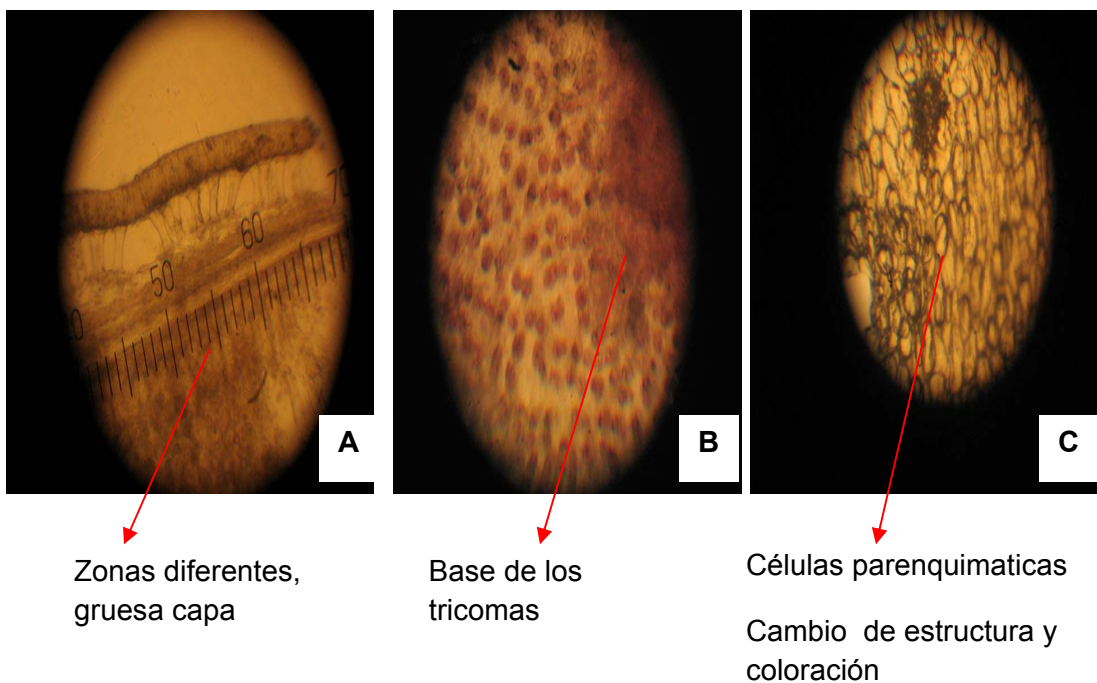 50
60
70
A
B
C
Zonas diferentes,
gruesa capa
Base de los
tricomas
Células parenquimaticas
Cambio de estructura y
coloración